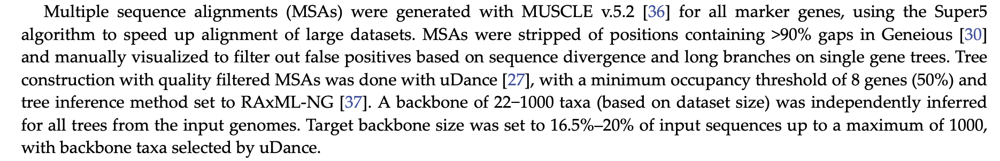 Multiple sequence alignments (MSAs) were generated with MUSCLE v.5.2 [36] for all marker genes, using the Super5
algorithm to speed up alignment of large datasets. MSAs were stripped of positions containing >90% gaps in Geneious [30]
and manually visualized to filter out false positives based on sequence divergence and long branches on single gene trees. Tree
construction with quality filtered MSAs was done with uDance [27], with a minimum occupancy threshold of 8 genes (50%) and
tree inference method set to RAxML-NG [37]. A backbone of 22–1000 taxa (based on dataset size) was independently inferred
for all trees from the input genomes. Target backbone size was set to 16.5%–20% of input sequences up to a maximum of 1000,
with backbone taxa selected by uDance.